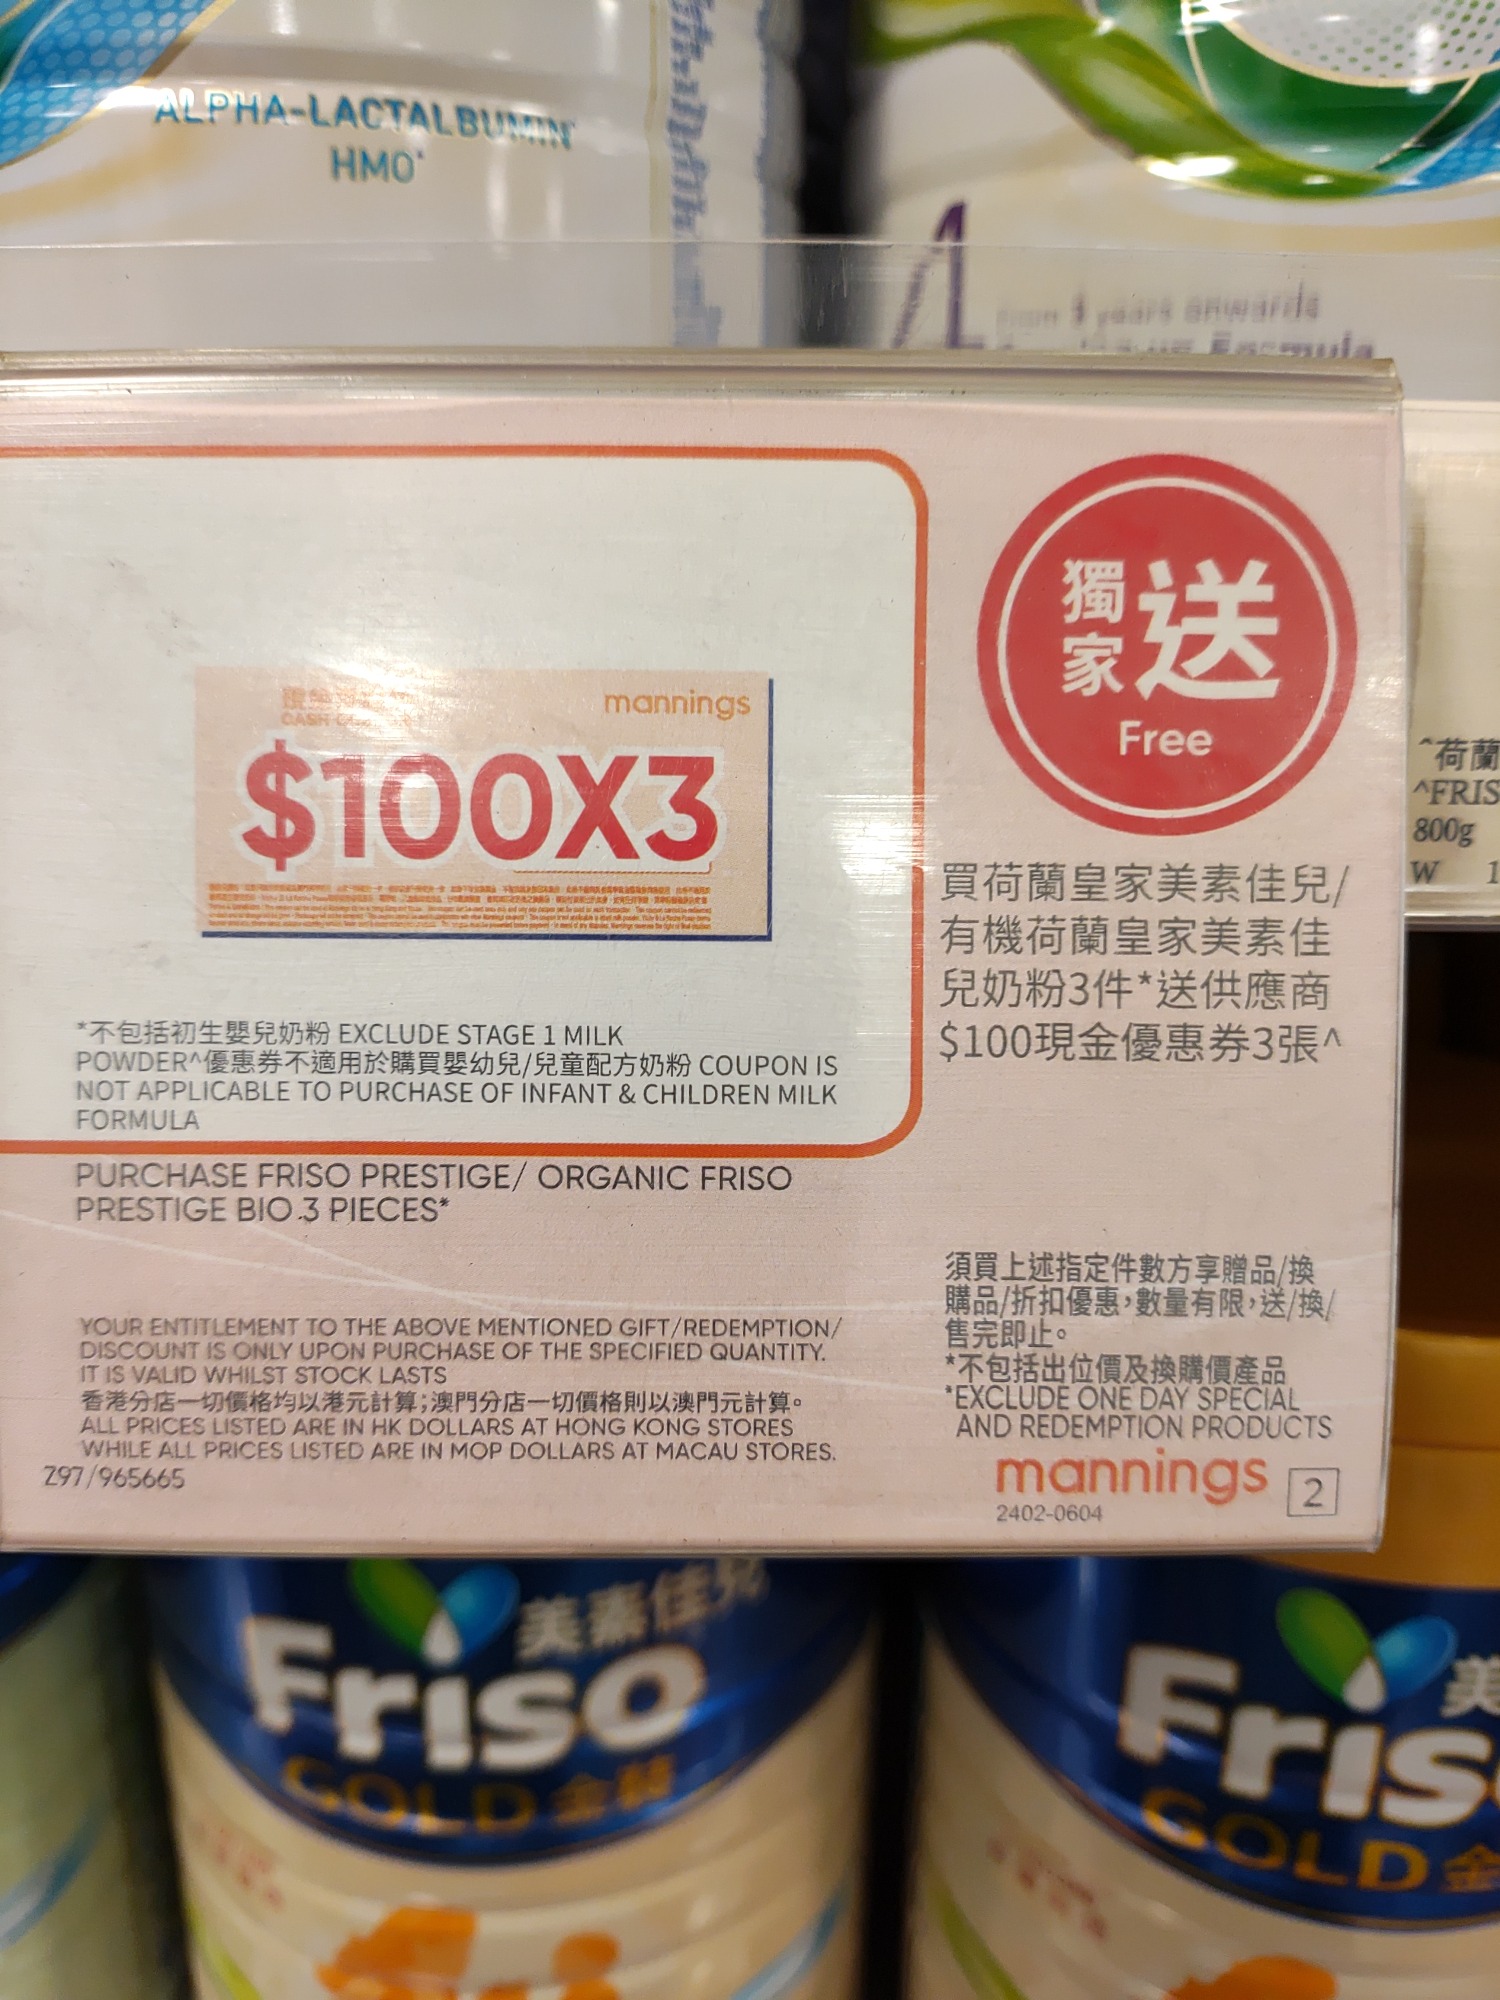 ALPHA-LACTALBUMIN
HMO
4
from 3 years onwards
Formula
獨家
送
Free
mannings
$100X3
買荷蘭皇家美素佳兒/
有機荷蘭皇家美素佳
兒奶粉3件*送供應商
$100現金優惠券3張^
*不包括初生嬰兒奶粉 EXCLUDE STAGE 1 MILK
POWDER^優惠券不適用於購買嬰幼兒/兒童配方奶粉 COUPON IS
NOT APPLICABLE TO PURCHASE OF INFANT & CHILDREN MILK
FORMULA
PURCHASE FRISO PRESTIGE/ ORGANIC FRISO
PRESTIGE BIO 3 PIECES*
YOUR ENTITLEMENT TO THE ABOVE MENTIONED GIFT/REDEMPTION/
DISCOUNT IS ONLY UPON PURCHASE OF THE SPECIFIED QUANTITY.
IT IS VALID WHILST STOCK LASTS
香港分店一切價格均以港元計算;澳門分店一切價格則以澳門元計算。
ALL PRICES LISTED ARE IN HK DOLLARS AT HONG KONG STORES
WHILE ALL PRICES LISTED ARE IN MOP DOLLARS AT MACAU STORES.
Z97/965665
須買上述指定件數方享贈品/換
購品/折扣優惠,數量有限,送/換/
售完即止。
*不包括出位價及換購價產品
*EXCLUDE ONE DAY SPECIAL
AND REDEMPTION PRODUCTS
mannings 2
2402-0604
^荷蘭
^FRIS
800g
W 1
美素佳兒
Friso
GOLD 金裝
美
Fris
GOLD 金